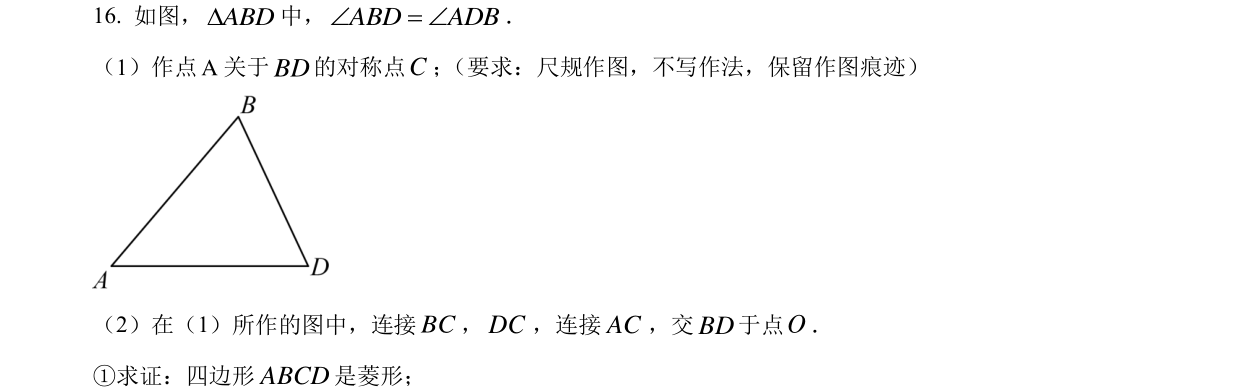 16. 如图，ΔABD 中，∠ABD = ∠ADB．
（1）作点 A 关于 BD 的对称点 C；（要求：尺规作图，不写作法，保留作图痕迹）
B
A
D
（2）在（1）所作的图中，连接 BC，DC，连接 AC，交 BD 于点 O．
①求证：四边形 ABCD 是菱形；